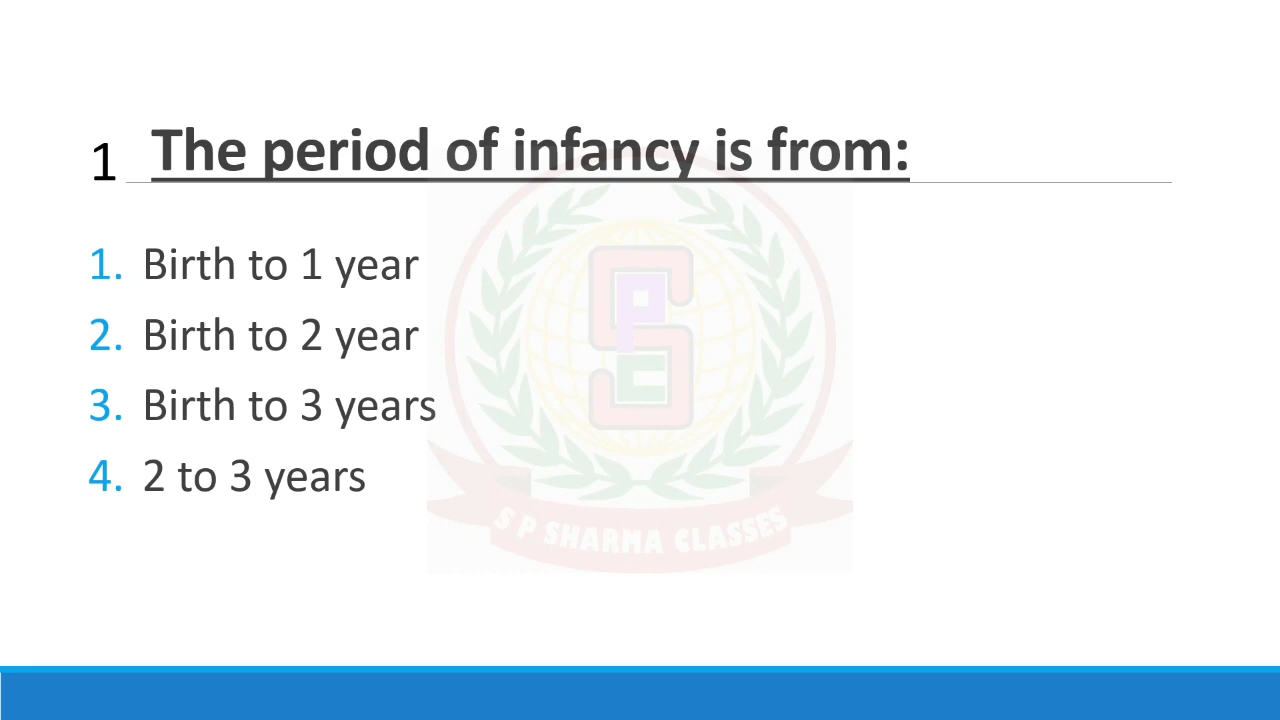 1 The period of infancy is from:
1. Birth to 1 year
2. Birth to 2 year
3. Birth to 3 years
4. 2 to 3 years
SPC
S P SHARMA CLASSES